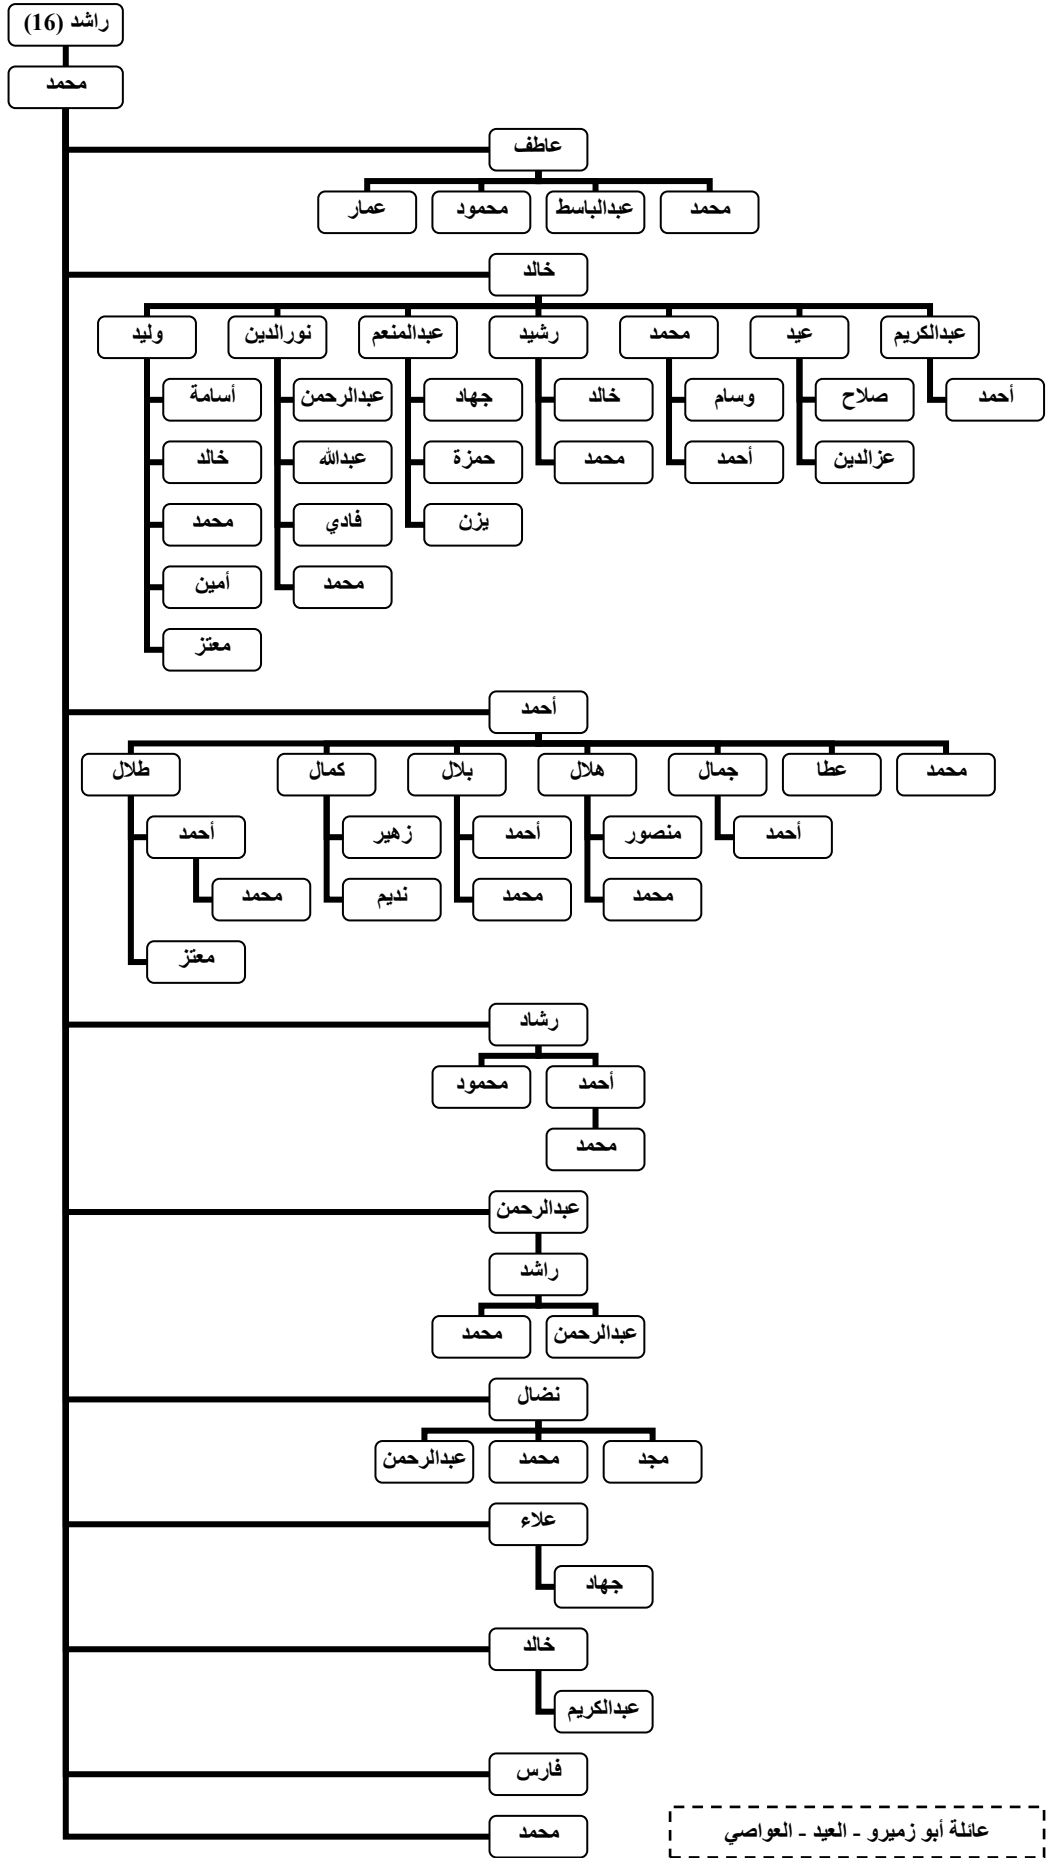 راشد (16)
محمد
عاطف
محمد عبدالباسط محمود عمار
خالد
عبدالكريم عيد محمد رشيد عبدالمنعم نورالدين وليد
أحمد صلاح وسام خالد جهاد عبدالرحمن أسامة
عزالدين أحمد محمد حمزة عبدالله خالد
يزن فادي محمد
محمد أمين
معتز
أحمد
محمد عطا جمال هلال بلال كمال طلال
أحمد منصور أحمد زهير أحمد
محمد محمد نديم محمد
معتز
رشاد
أحمد محمود
محمد
عبدالرحمن
راشد
عبدالرحمن محمد
نضال
مجد محمد عبدالرحمن
علاء
جهاد
خالد
عبدالكريم
فارس
محمد
عائلة أبو زميرو - العيد - العواصي